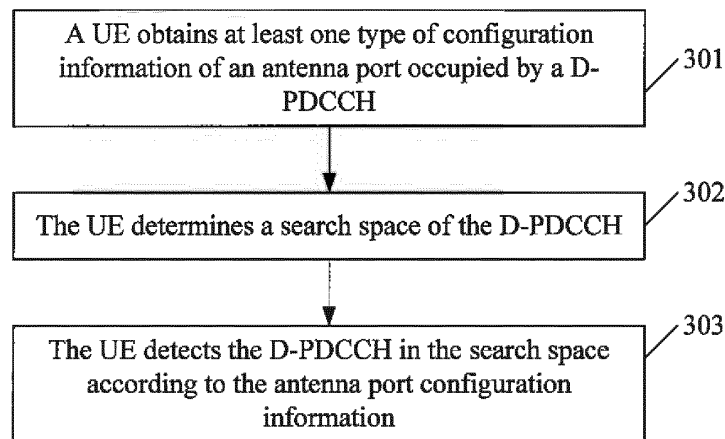 A UE obtains at least one type of configuration
information of an antenna port occupied by a D-
PDCCH
301
302
The UE determines a search space of the D-PDCCH
303
The UE detects the D-PDCCH in the search space
according to the antenna port configuration
information